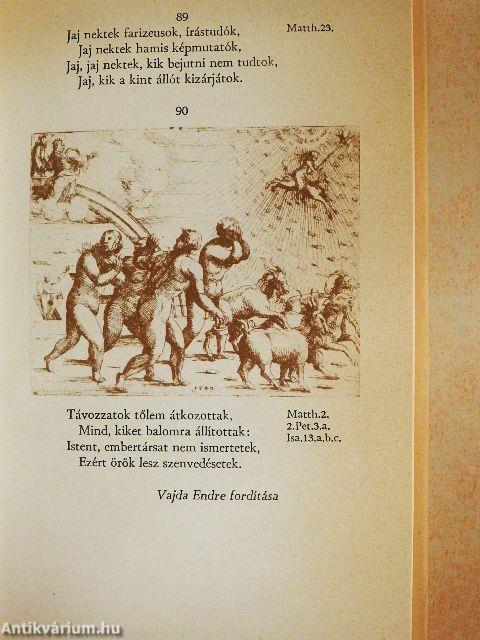 89
Jaj nektek farizeusok, írástudók,
Matth.23.
Jaj nektek hamis képmutatók,
Jaj, jaj nektek, kik bejutni nem tudtok,
Jaj, kik a kint állót kizárjátok.
90
1549
Távozzatok tőlem átkozottak,
Matth.2.
Mind, kiket balomra állítottak:
2.Pet.3.a.
Istent, embertársat nem ismertetek,
Isa.13.a.b.c.
Ezért örök lesz szenvedésetek.
Vajda Endre fordítása
Antikvárium.hu